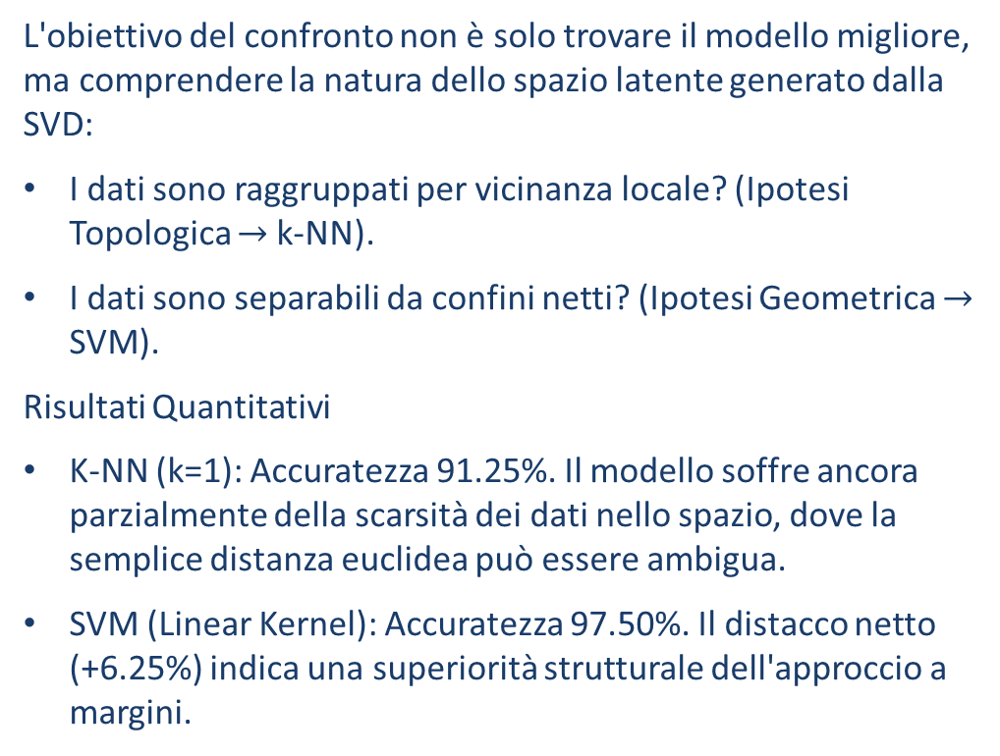 L'obiettivo del confronto non è solo trovare il modello migliore,
ma comprendere la natura dello spazio latente generato dalla
SVD:
• I dati sono raggruppati per vicinanza locale? (Ipotesi
Topologica → k-NN).
• I dati sono separabili da confini netti? (Ipotesi Geometrica →
SVM).
Risultati Quantitativi
• K-NN (k=1): Accuratezza 91.25%. Il modello soffre ancora
parzialmente della scarsità dei dati nello spazio, dove la
semplice distanza euclidea può essere ambigua.
• SVM (Linear Kernel): Accuratezza 97.50%. Il distacco netto
(+6.25%) indica una superiorità strutturale dell'approccio a
margini.